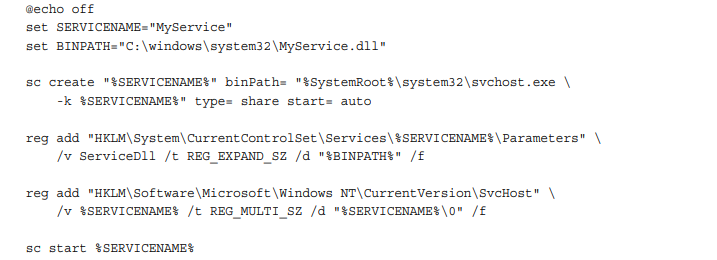 @echo off
set SERVICENAME="MyService"
set BINPATH="C:\windows\system32\MyService.dll"
sc create "%SERVICENAME%" binPath= "%SystemRoot%\system32\svchost.exe \
-k %SERVICENAME%" type= share start= auto
reg add "HKLM\System\CurrentControlSet\Services\%SERVICENAME%\Parameters" \
/v ServiceDll /t REG_EXPAND_SZ /d "%BINPATH%" /f
reg add "HKLM\Software\Microsoft\Windows NT\CurrentVersion\SvcHost" \
/v %SERVICENAME% /t REG_MULTI_SZ /d "%SERVICENAME%\0" /f
sc start %SERVICENAME%